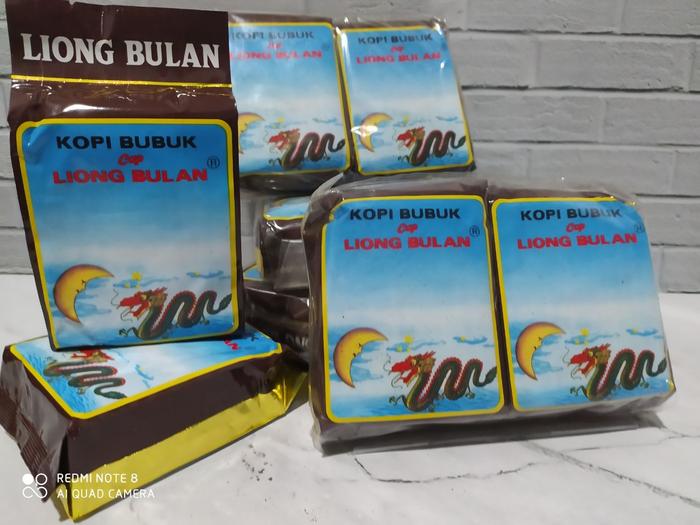 LIONG BULAN
KOPI BUBUK
Cap
LIONG BULAN®
KOPI BUBUK
Cap
LIONG BULAN
KOPI BUBUK
Cap
LIONG BULAN
KOPI BUBUK
Cap
LIONG BULAN®
KOPI BUBUK
Cap
LIONG BULAN®
BULAN
REDMI NOTE 8
AI QUAD CAMERA